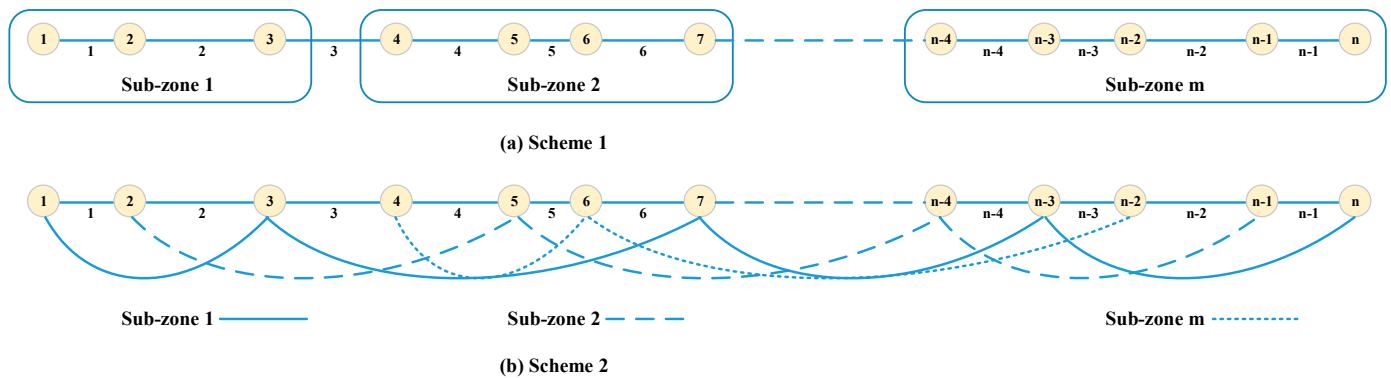 1 2 3 4 5 6 7 n-4 n-3 n-2 n-1 n
1 2 3 4 5 6 n-4 n-3 n-2 n-1
Sub-zone 1 Sub-zone 2 Sub-zone m
(a) Scheme 1
1 2 3 4 5 6 7 n-4 n-3 n-2 n-1 n
1 2 3 4 5 6 n-4 n-3 n-2 n-1
Sub-zone 1 Sub-zone 2 Sub-zone m
(b) Scheme 2